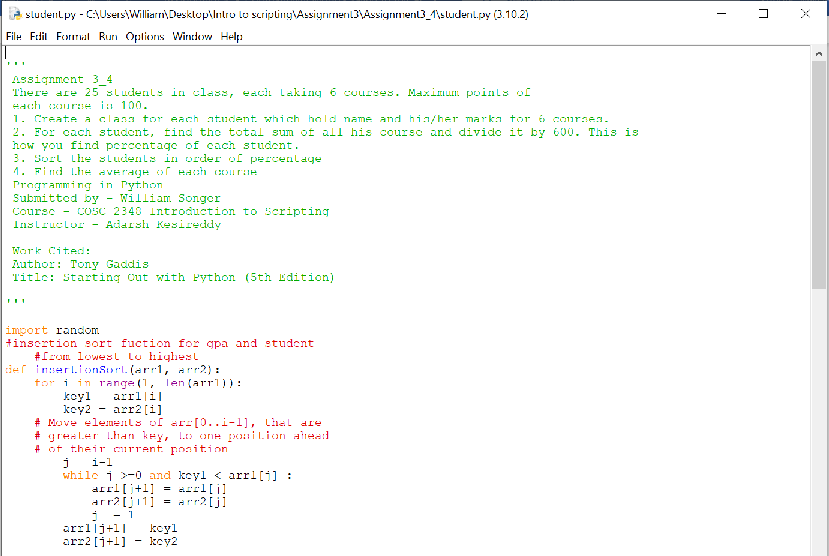 student.py - C:\Users\William\Desktop\Intro to scripting\Assignment3\Assignment3_4\student.py (3.10.2)
File Edit Format Run Options Window Help
'''
Assignment 3_4
There are 25 students in class, each taking 6 courses. Maximum points of
each course is 100.
1. Create a class for each student which hold name and his/her marks for 6 courses.
2. For each student, find the total sum of all his course and divide it by 600. This is
how you find percentage of each student.
3. Sort the students in order of percentage
4. Find the average of each course
Programming in Python
Submitted by - William Songer
Course - COSC 2348 Introduction to Scripting
Instructor - Adarsh Kesireddy
Work Cited:
Author: Tony Gaddis
Title: Starting Out with Python (5th Edition)
'''
import random
#insertion sort fuction for gpa and student
#from lowest to highest
def insertionSort(arr1, arr2):
for i in range(1, len(arr1)):
key1 = arr1[i]
key2 = arr2[i]
# Move elements of arr[0..i-1], that are
# greater than key, to one position ahead
# of their current position
j = i-1
while j >=0 and key1 < arr1[j] :
arr1[j+1] = arr1[j]
arr2[j+1] = arr2[j]
j -= 1
arr1[j+1] = key1
arr2[j+1] = key2